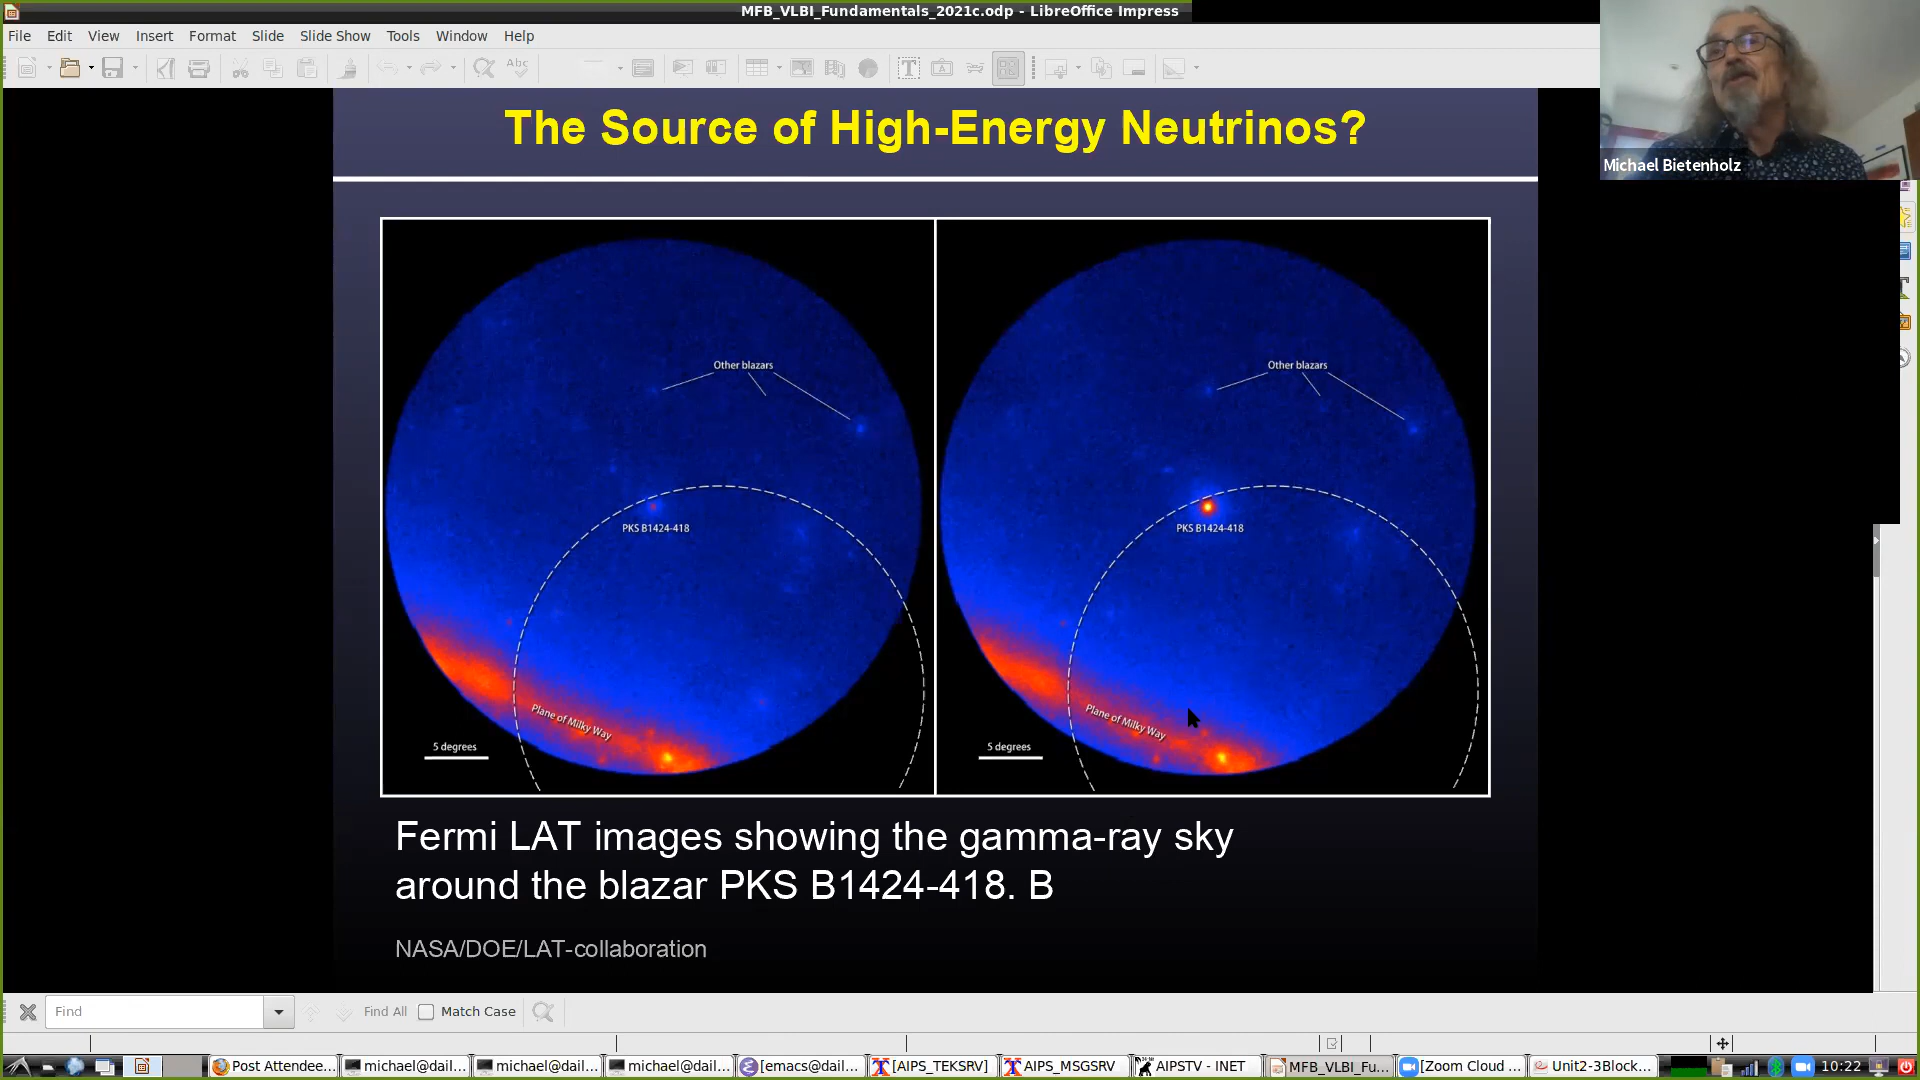 MFB_VLBI_Fundamentals_2021c.odp - LibreOffice Impress
File Edit View Insert Format Slide Slide Show Tools Window Help
Abc
Michael Bietenholz
The Source of High-Energy Neutrinos?
Other blazars
PKS B1424-418
Plane of Milky Way
5 degrees
Other blazars
PKS B1424-418
Plane of Milky Way
5 degrees
Fermi LAT images showing the gamma-ray sky
around the blazar PKS B1424-418. B
NASA/DOE/LAT-collaboration
Find Find All Match Case
Post Attendee... michael@dail... michael@dail... michael@dail... [emacs@dail... [AIPS_TEKSRV] AIPS_MSGSRV AIPSTV - INET MFB_VLBI_Fu... [Zoom Cloud ... Unit2-3Block... 10:22